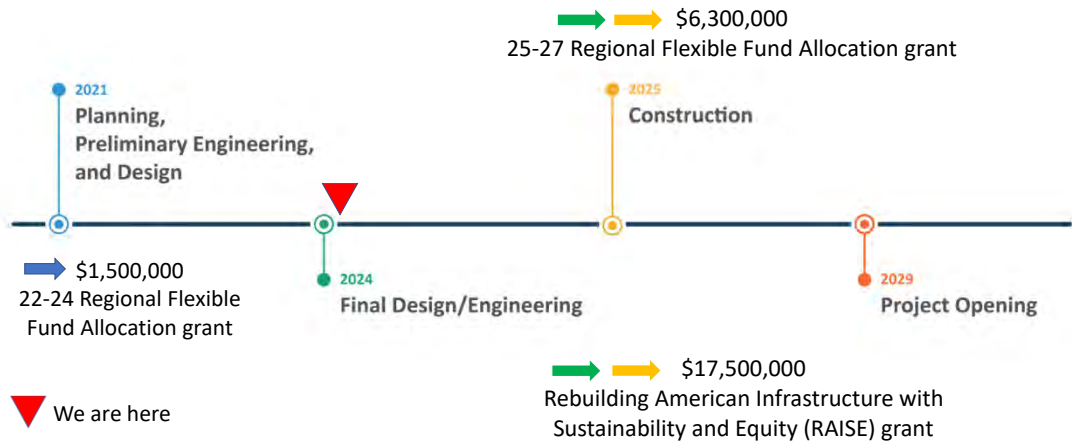 $6,300,000
25-27 Regional Flexible Fund Allocation grant
2021
Planning,
Preliminary Engineering,
and Design
2025
Construction
$1,500,000
22-24 Regional Flexible
Fund Allocation grant
2024
Final Design/Engineering
2029
Project Opening
$17,500,000
Rebuilding American Infrastructure with
Sustainability and Equity (RAISE) grant
We are here